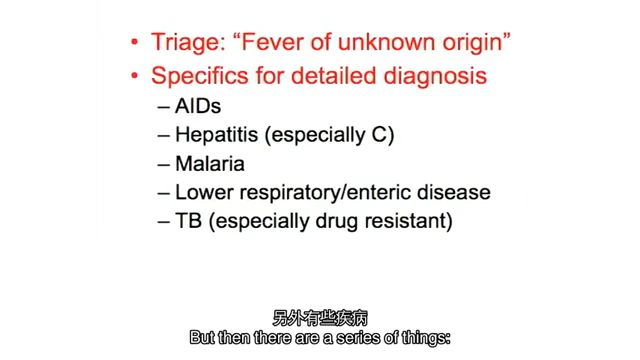 • Triage: “Fever of unknown origin”
• Specifics for detailed diagnosis
– AIDs
– Hepatitis (especially C)
– Malaria
– Lower respiratory/enteric disease
– TB (especially drug resistant)
另外有些疾病
But then there are a series of things: